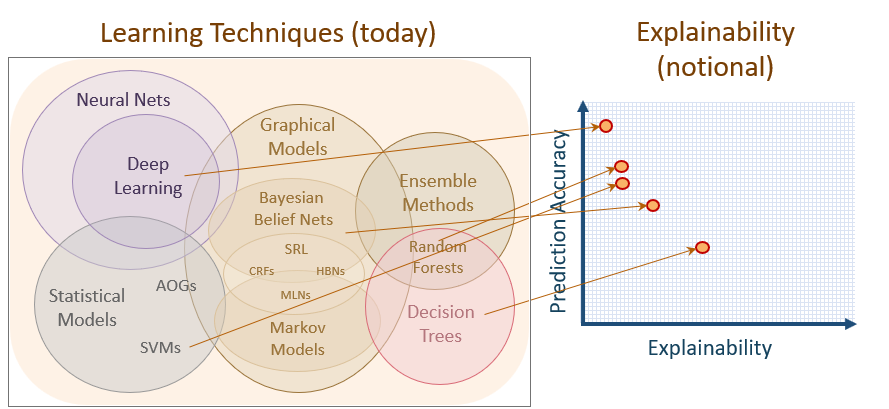 Learning Techniques (today)
Explainability
(notional)
Neural Nets
Graphical
Models
Deep
Learning
Ensemble
Methods
Bayesian
Belief Nets
SRL
Random
Forests
CRFs
HBNs
AOGs
MLNs
Statistical
Models
Decision
Trees
Markov
Models
SVMs
Prediction Accuracy
Explainability